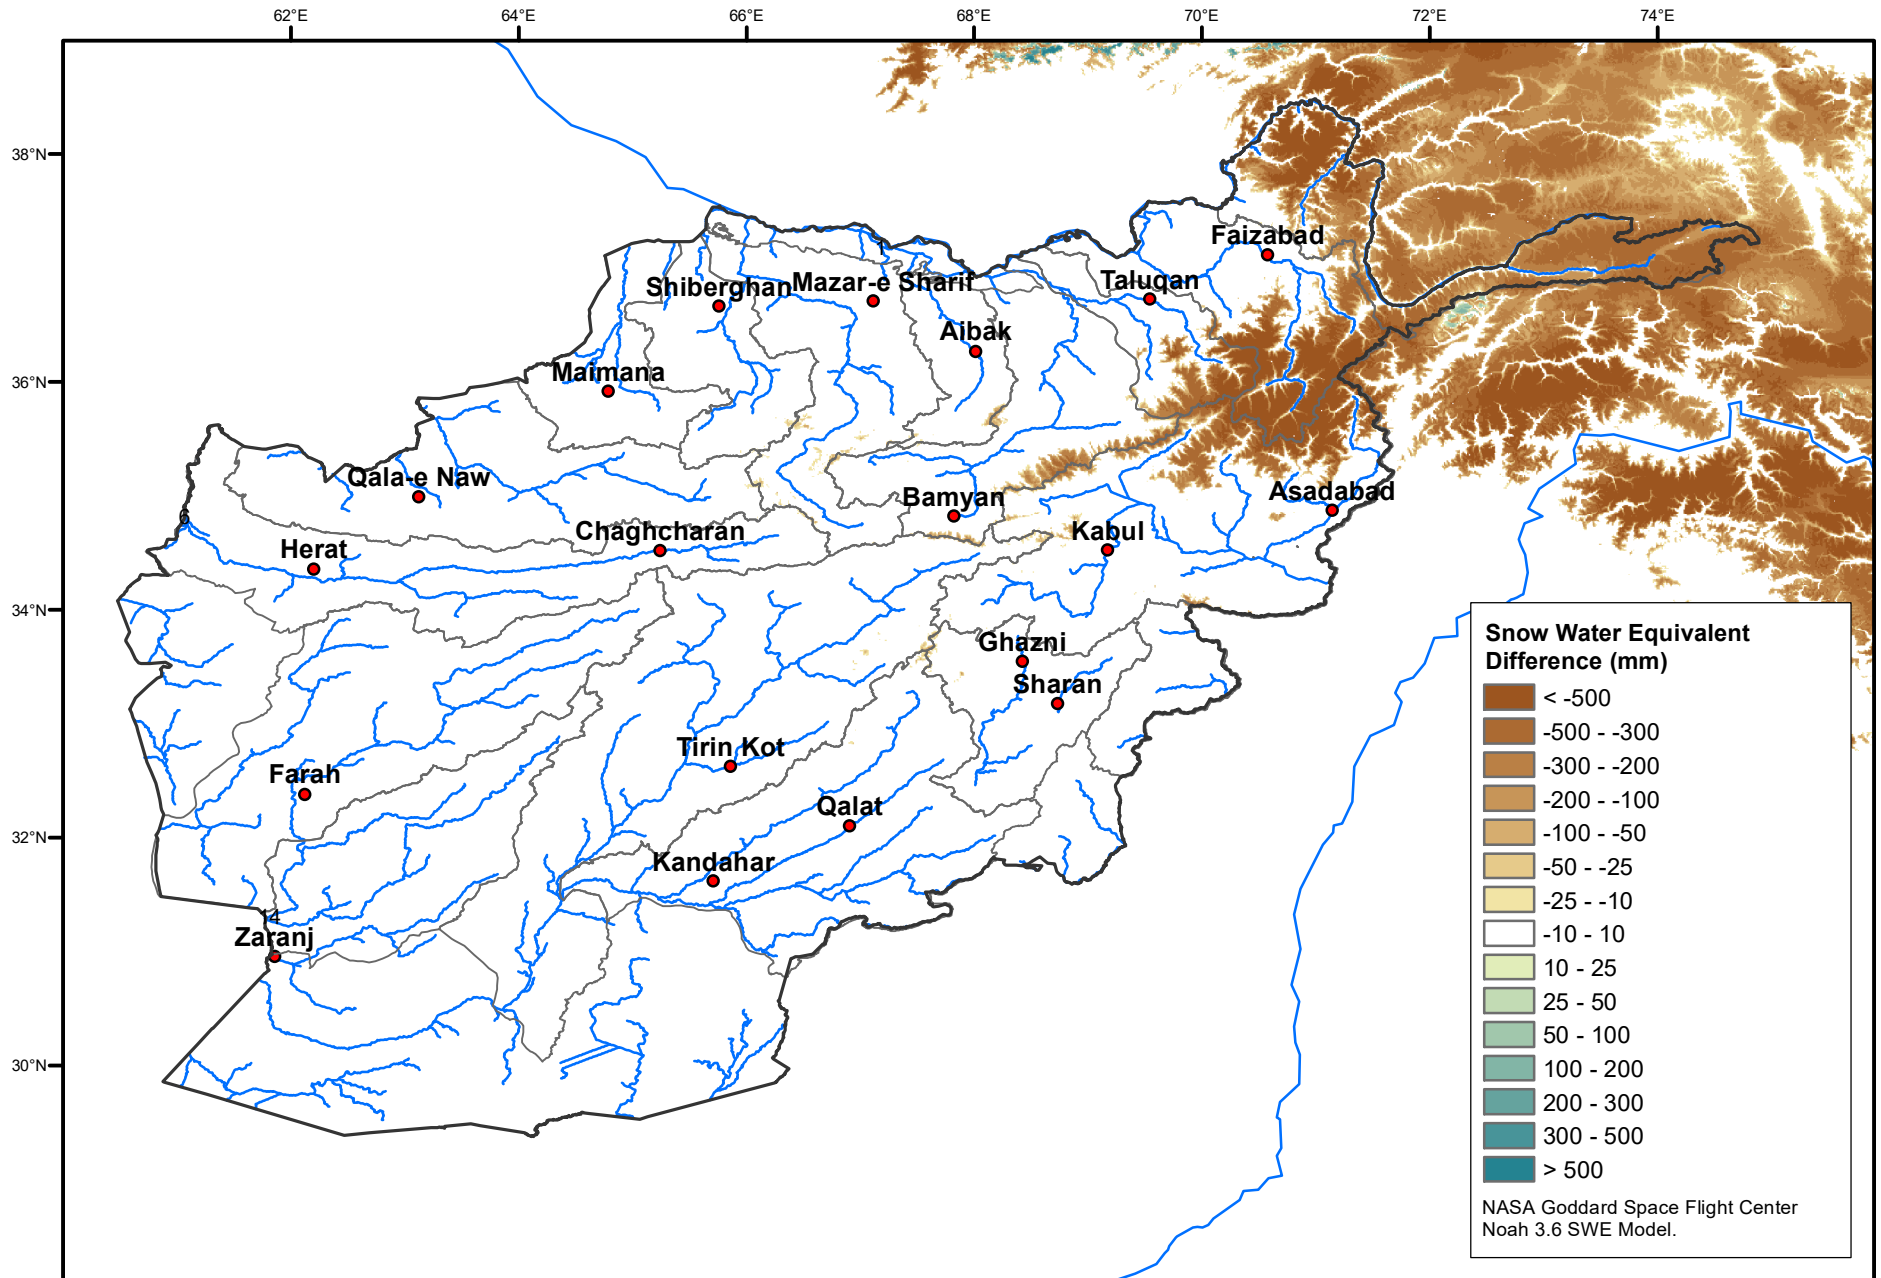 62°E
64°E
66°E
68°E
70°E
72°E
74°E
38°N
36°N
34°N
32°N
30°N
Faizabad
Shiberghan
Mazar-e Sharif
Taluqan
1
Aibak
Maimana
Qala-e Naw
Bamyan
Asadabad
6
Herat
Chaghcharan
Kabul
Ghazni
Sharan
Tirin Kot
Farah
Qalat
Kandahar
14
Zaranj
Snow Water Equivalent
Difference (mm)
< -500
-500 - -300
-300 - -200
-200 - -100
-100 - -50
-50 - -25
-25 - -10
-10 - 10
10 - 25
25 - 50
50 - 100
100 - 200
200 - 300
300 - 500
> 500
NASA Goddard Space Flight Center
Noah 3.6 SWE Model.